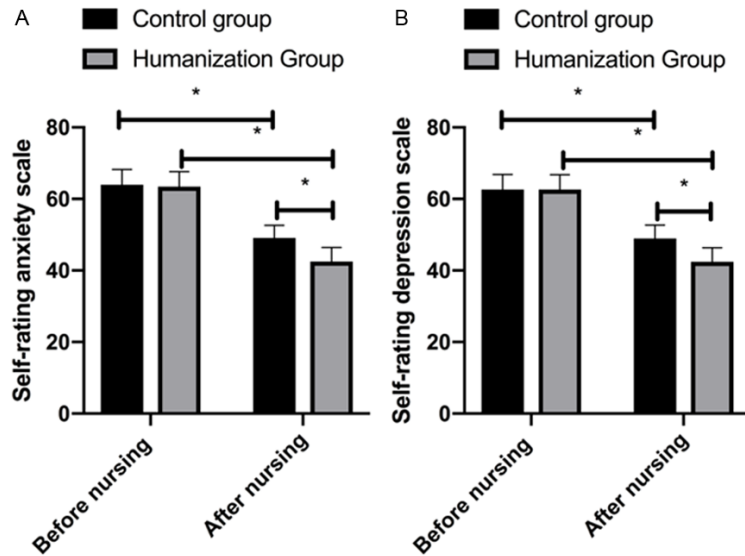 A
Control group
Humanization Group
*
*
*
80
60
40
20
0
Self-rating anxiety scale
Before nursing
After nursing
B
Control group
Humanization Group
*
*
*
80
60
40
20
0
Self-rating depression scale
Before nursing
After nursing